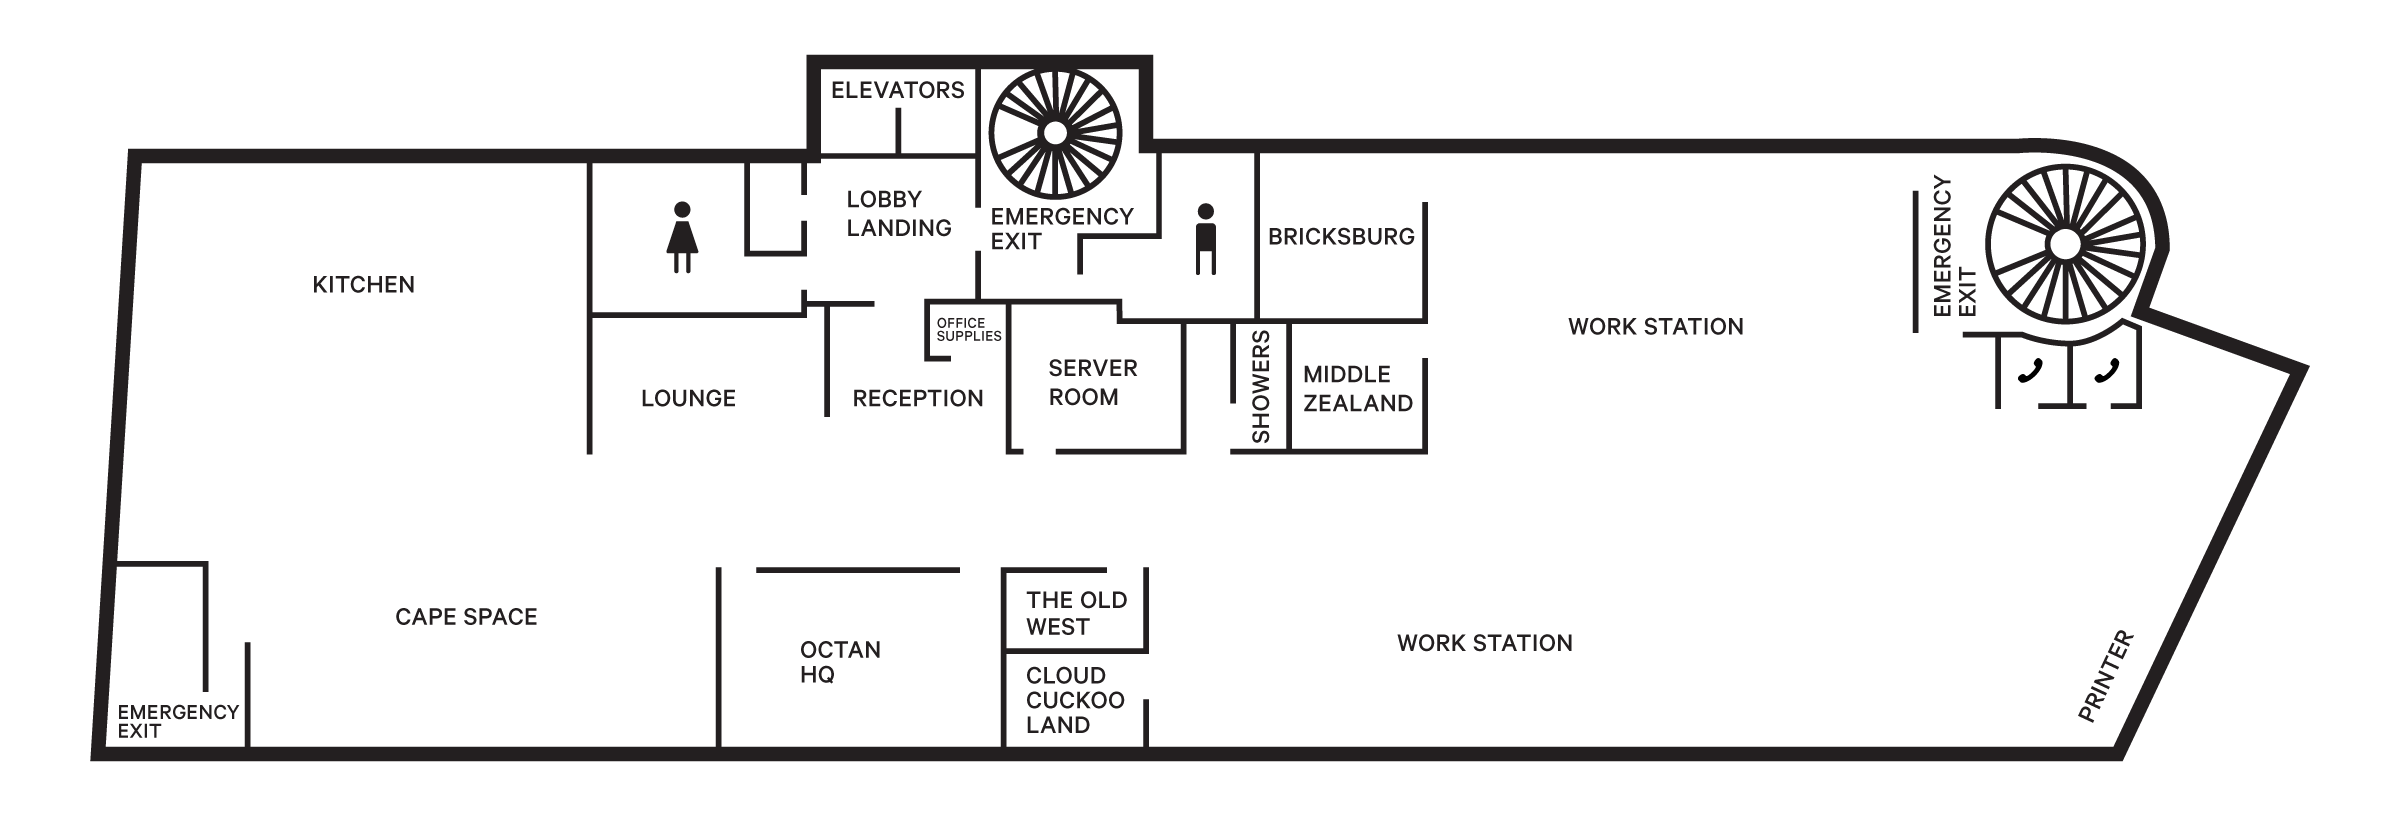 ELEVATORS
LOBBY
LANDING
EMERGENCY
EXIT
BRICKSBURG
EMERGENCY
EXIT
KITCHEN
OFFICE
SUPPLIES
WORK STATION
LOUNGE
RECEPTION
SERVER
ROOM
SHOWERS
MIDDLE
ZEALAND
CAPE SPACE
OCTAN
HQ
THE OLD
WEST
CLOUD
CUCKOO
LAND
WORK STATION
PRINTER
EMERGENCY
EXIT